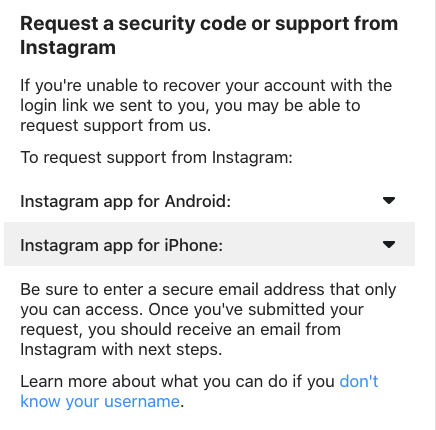 Request a security code or support from
Instagram
If you're unable to recover your account with the
login link we sent to you, you may be able to
request support from us.
To request support from Instagram:
Instagram app for Android:
Instagram app for iPhone:
Be sure to enter a secure email address that only
you can access. Once you've submitted your
request, you should receive an email from
Instagram with next steps.
Learn more about what you can do if you don't
know your username.